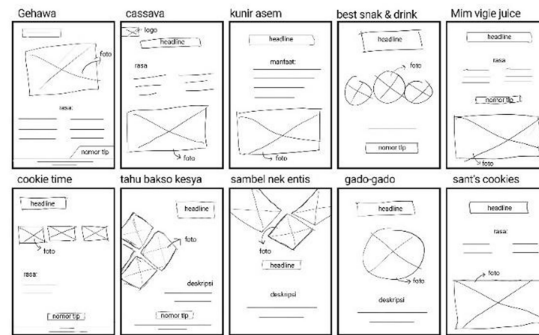 Gehawa
foto
rasa:
nomor tlp
cassava
logo
headline
rasa
foto
kunir asem
headline
manfaat:
foto
best snak & drink
headline
foto
nomor tlp
Mim vigie juice
headline
rasa
nomor tlp
foto
cookie time
headline
foto
rasa:
nomor tlp
tahu bakso kesya
headline
foto
deskripsi
nomor tlp
sambel nek entis
foto
headline
deskripsi
gado-gado
headline
foto
deskripsi
sant's cookies
headline
rasa:
foto